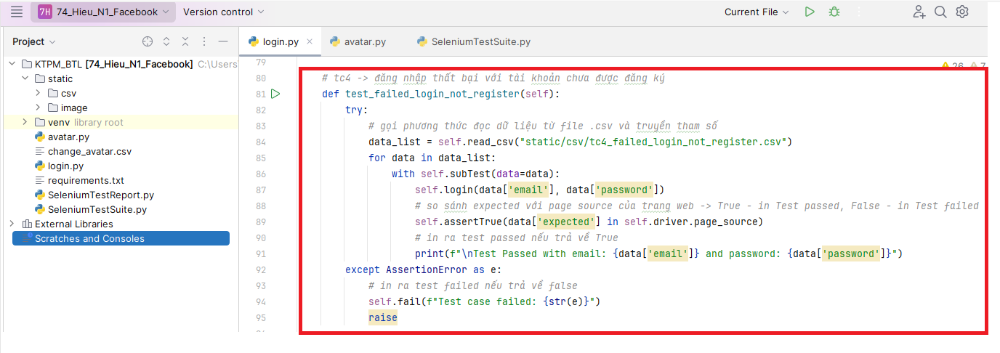 7H 74_Hieu_N1_Facebook Version control Current File
Project
login.py avatar.py SeleniumTestSuite.py
KTPM_BTL [74_Hieu_N1_Facebook] C:\Users
static
csv
image
venv library root
avatar.py
change_avatar.csv
login.py
requirements.txt
SeleniumTestReport.py
SeleniumTestSuite.py
External Libraries
Scratches and Consoles
26 7
79
80 # tc4 -> đăng nhập thất bại với tài khoản chưa được đăng ký
81 def test_failed_login_not_register(self):
82 try:
83 # gọi phương thức đọc dữ liệu từ file .csv và truyền tham số
84 data_list = self.read_csv("static/csv/tc4_failed_login_not_register.csv")
85 for data in data_list:
86 with self.subTest(data=data):
87 self.login(data['email'], data['password'])
88 # so sánh expected với page source của trang web -> True - in Test passed, False - in Test failed
89 self.assertTrue(data['expected'] in self.driver.page_source)
90 # in ra test passed nếu trả về True
91 print(f"\nTest Passed with email: {data['email']} and password: {data['password']}")
92 except AssertionError as e:
93 # in ra test failed nếu trả về false
94 self.fail(f"Test case failed: {str(e)}")
95 raise